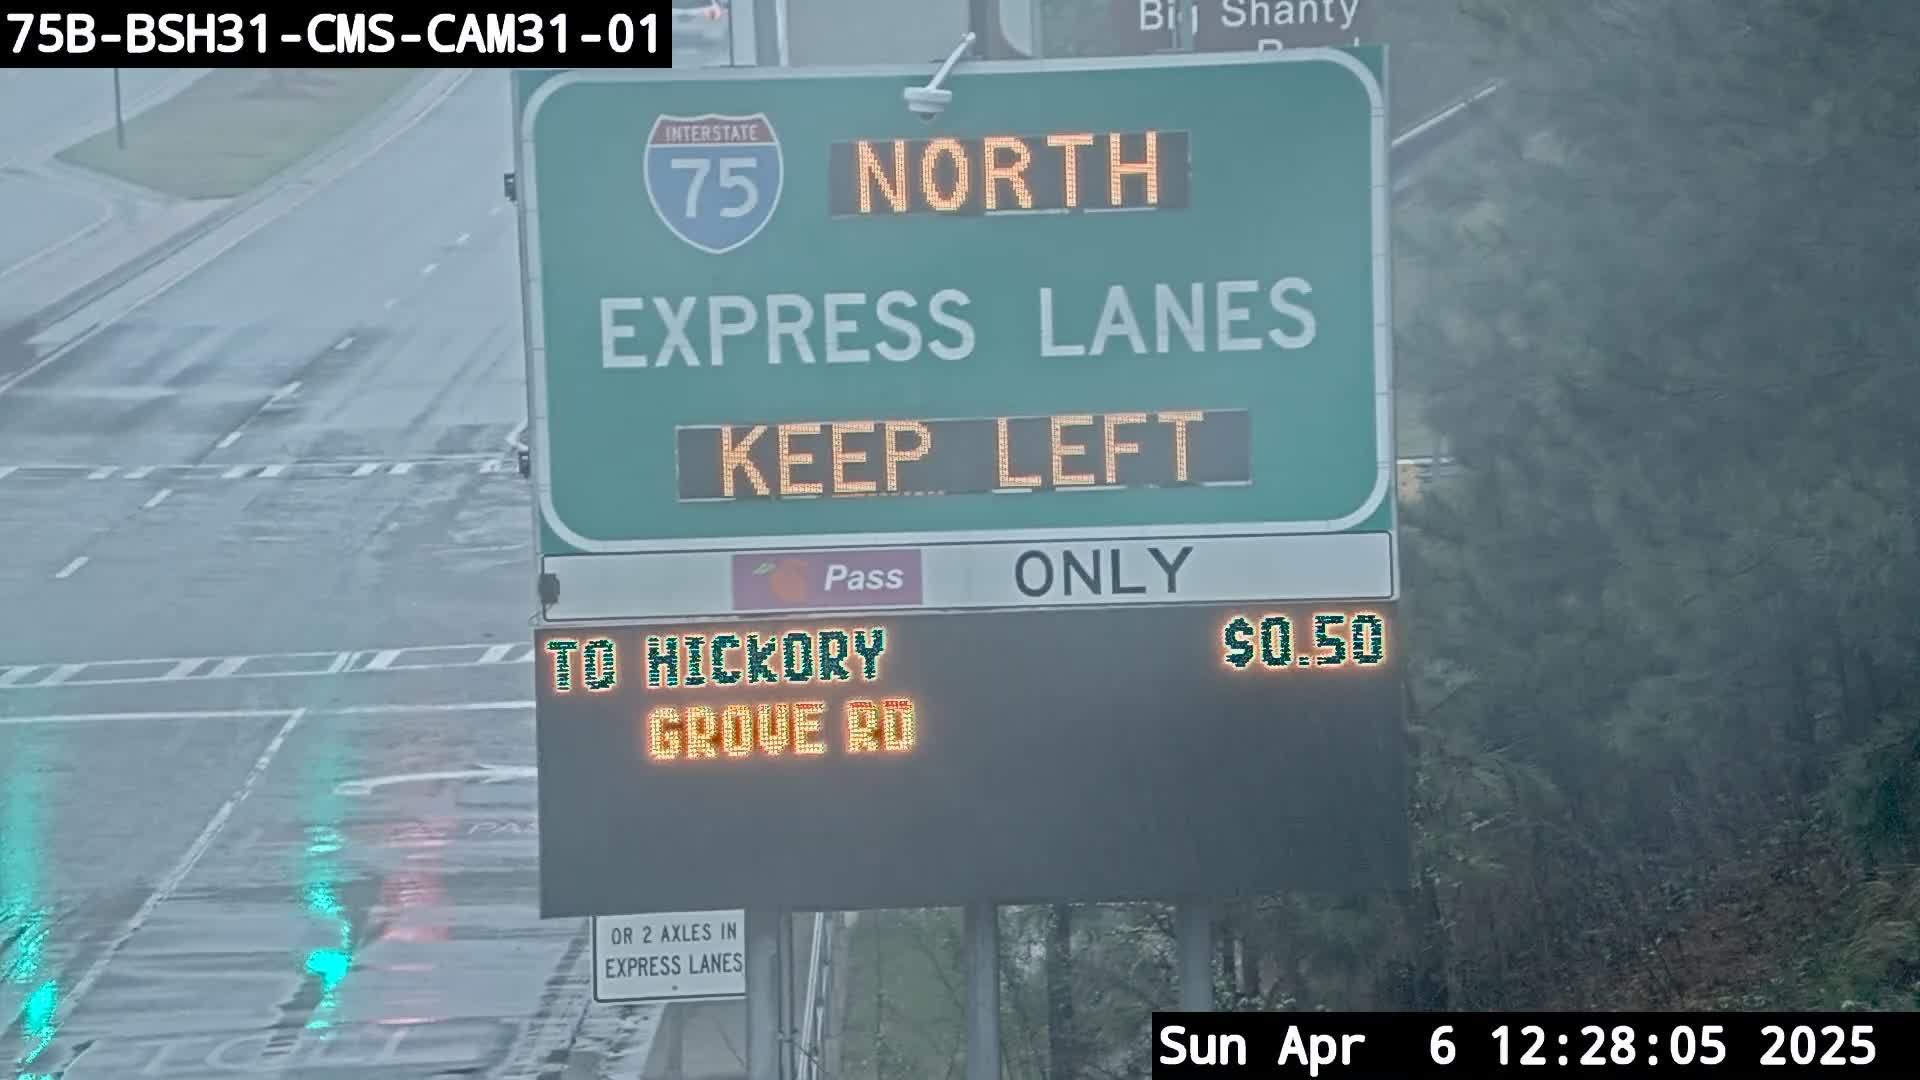 75B-BSH31-CMS-CAM31-01
Big Shanty
INTERSTATE
75
NORTH
EXPRESS LANES
KEEP LEFT
Pass ONLY
TO HICKORY $0.50
GROVE RD
OR 2 AXLES IN
EXPRESS LANES
Sun Apr 6 12:28:05 2025